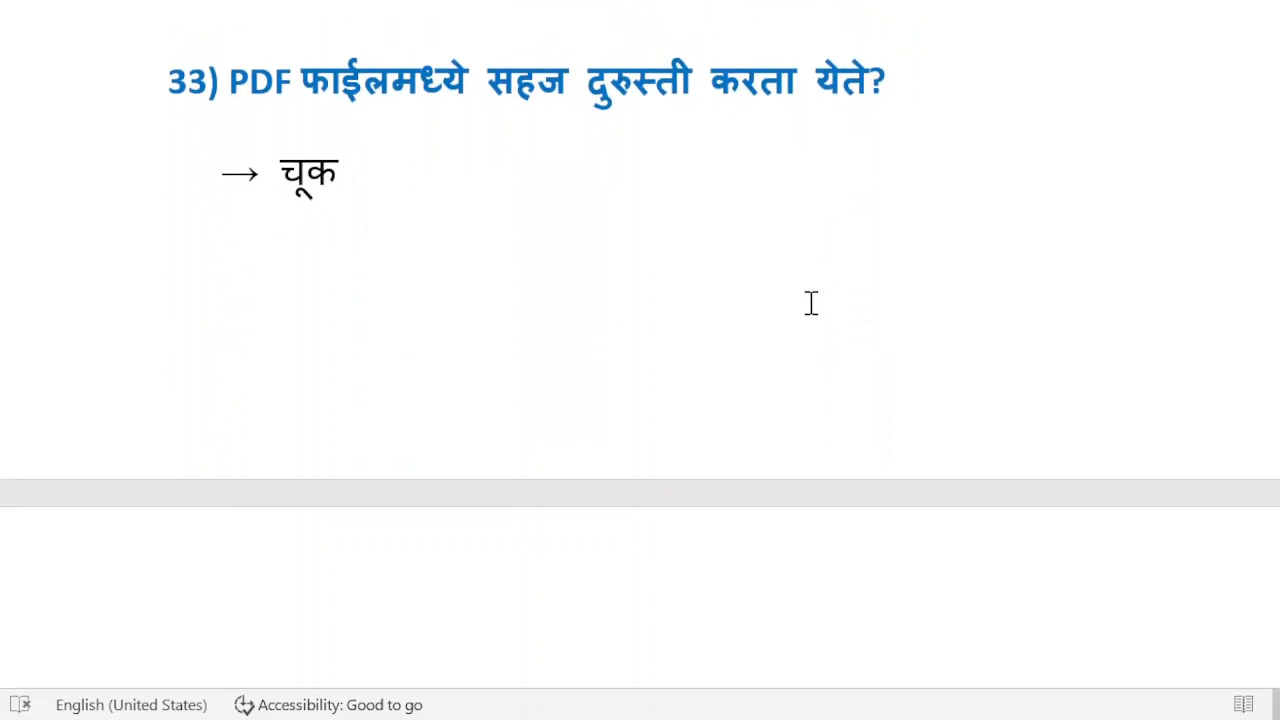 33) PDF फाईलमध्ये सहज दुरुस्ती करता येते?
→ चूक
English (United States) Accessibility: Good to go